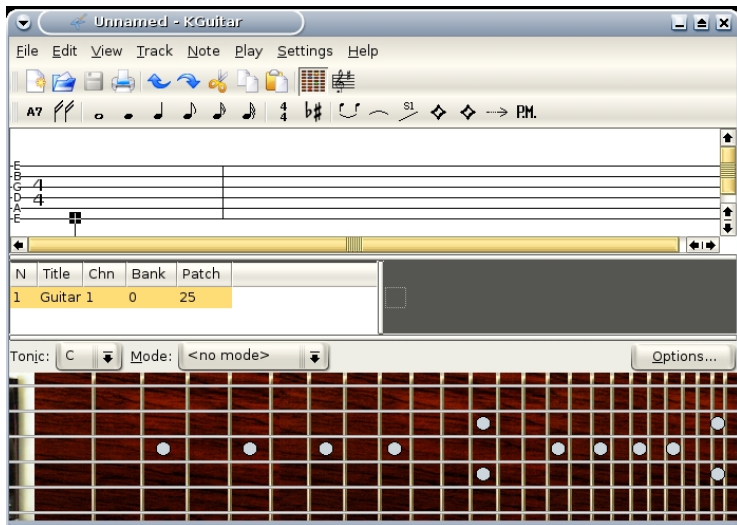 Unnamed - KGuitar
File Edit View Track Note Play Settings Help
A7 4 4 S1 P.M.
E
B
G
D
A
E
4
4
N Title Chn Bank Patch
1 Guitar 1 0 25
Tonic: C Mode: <no mode> Options...